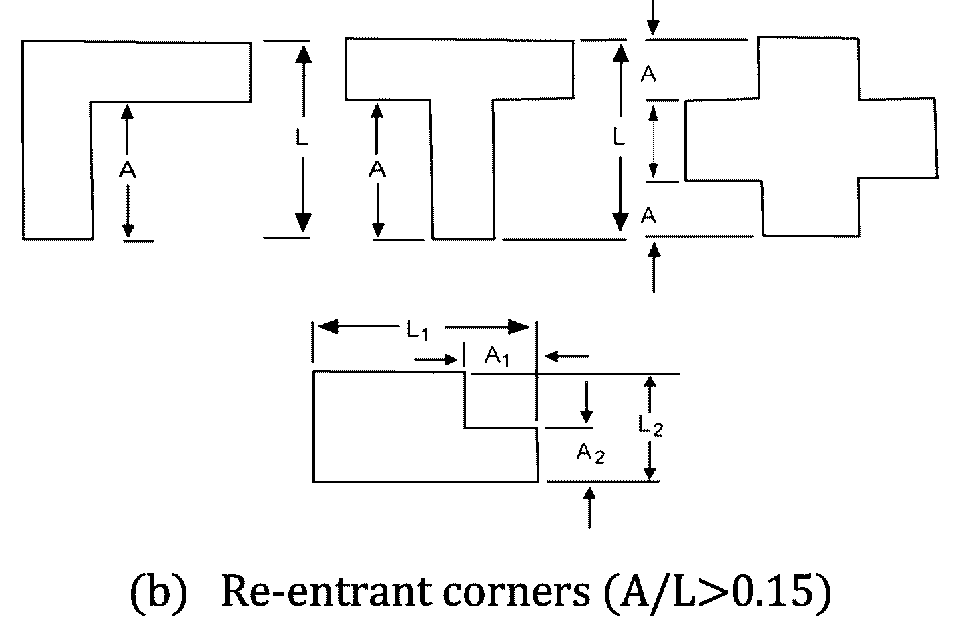 A
L
A
L
A
A
A
L₁
A₁
L₂
A₂
(b) Re-entrant corners (A/L>0.15)